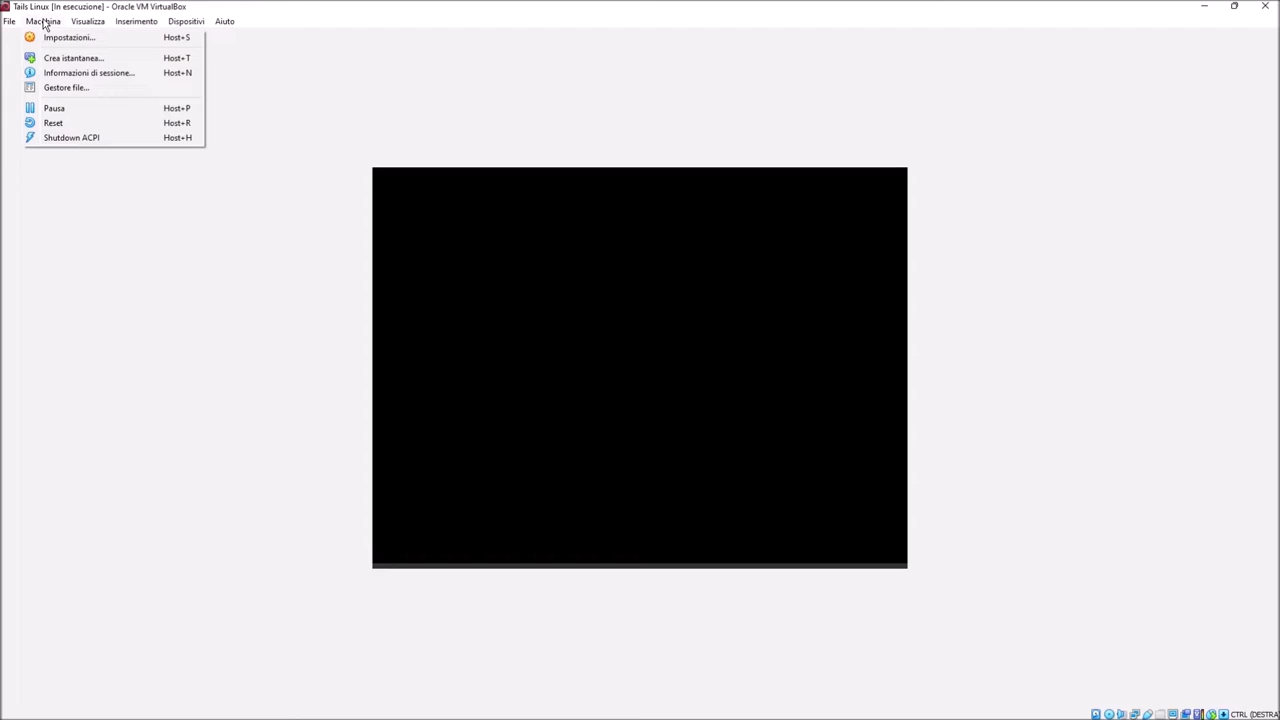 Tails Linux [In esecuzione] - Oracle VM VirtualBox
File Macchina Visualizza Inserimento Dispositivi Aiuto
Impostazioni... Host+S
Crea istantanea... Host+T
Informazioni di sessione... Host+N
Gestore file...
Pausa Host+P
Reset Host+R
Shutdown ACPI Host+H
CTRL (DESTRA